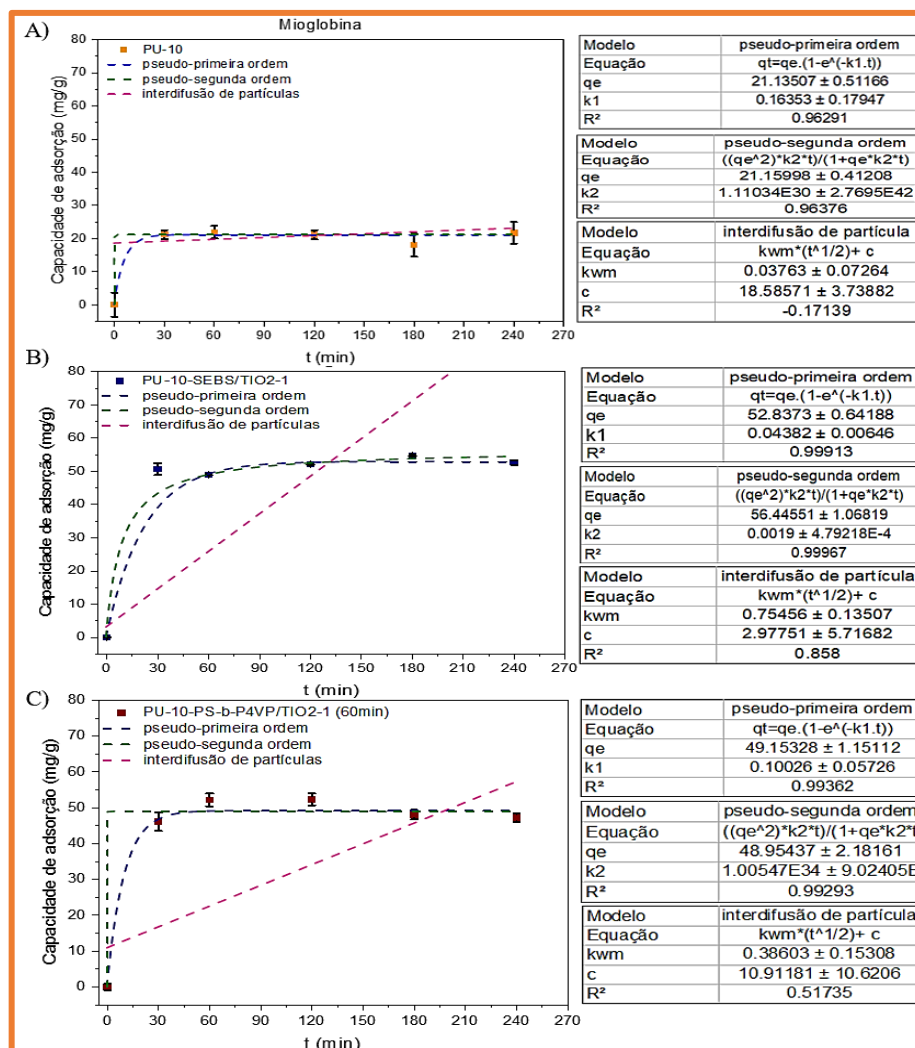 A)
Mioglobina
PU-10
pseudo-primeira ordem
pseudo-segunda ordem
interdifusão de partículas
Capacidade de adsorção (mg/g)
80
70
60
50
40
30
20
10
0
0 30 60 90 120 150 180 210 240 270
t (min)
Modelo pseudo-primeira ordem
Equação qt=qe.(1-e^(-k1.t))
qe 21.13507 ± 0.51166
k1 0.16353 ± 0.17947
R² 0.96291
Modelo pseudo-segunda ordem
Equação ((qe^2)*k2*t)/(1+qe*k2*t)
qe 21.15998 ± 0.41208
k2 1.11034E30 ± 2.7695E42
R² 0.96376
Modelo interdifusão de partícula
Equação kwm*(t^1/2)+ c
kwm 0.03763 ± 0.07264
c 18.58571 ± 3.73882
R² -0.17139
B)
PU-10-SEBS/TIO2-1
pseudo-primeira ordem
pseudo-segunda ordem
interdifusão de partículas
Capacidade de adsorção (mg/g)
80
70
60
50
40
30
20
10
0
0 30 60 90 120 150 180 210 240 270
t (min)
Modelo pseudo-primeira ordem
Equação qt=qe.(1-e^(-k1.t))
qe 52.8373 ± 0.64188
k1 0.04382 ± 0.00646
R² 0.99913
Modelo pseudo-segunda ordem
Equação ((qe^2)*k2*t)/(1+qe*k2*t)
qe 56.44551 ± 1.06819
k2 0.0019 ± 4.79218E-4
R² 0.99967
Modelo interdifusão de partícula
Equação kwm*(t^1/2)+ c
kwm 0.75456 ± 0.13507
c 2.97751 ± 5.71682
R² 0.858
C)
PU-10-PS-b-P4VP/TIO2-1 (60min)
pseudo-primeira ordem
pseudo-segunda ordem
interdifusão de partículas
Capacidade de adsorção (mg/g)
80
70
60
50
40
30
20
10
0
0 30 60 90 120 150 180 210 240 270
t (min)
Modelo pseudo-primeira ordem
Equação qt=qe.(1-e^(-k1.t))
qe 49.15328 ± 1.15112
k1 0.10026 ± 0.05726
R² 0.99362
Modelo pseudo-segunda ordem
Equação ((qe^2)*k2*t)/(1+qe*k2*t
qe 48.95437 ± 2.18161
k2 1.00547E34 ± 9.02405E
R² 0.99293
Modelo interdifusão de partícula
Equação kwm*(t^1/2)+ c
kwm 0.38603 ± 0.15308
c 10.91181 ± 10.6206
R² 0.51735